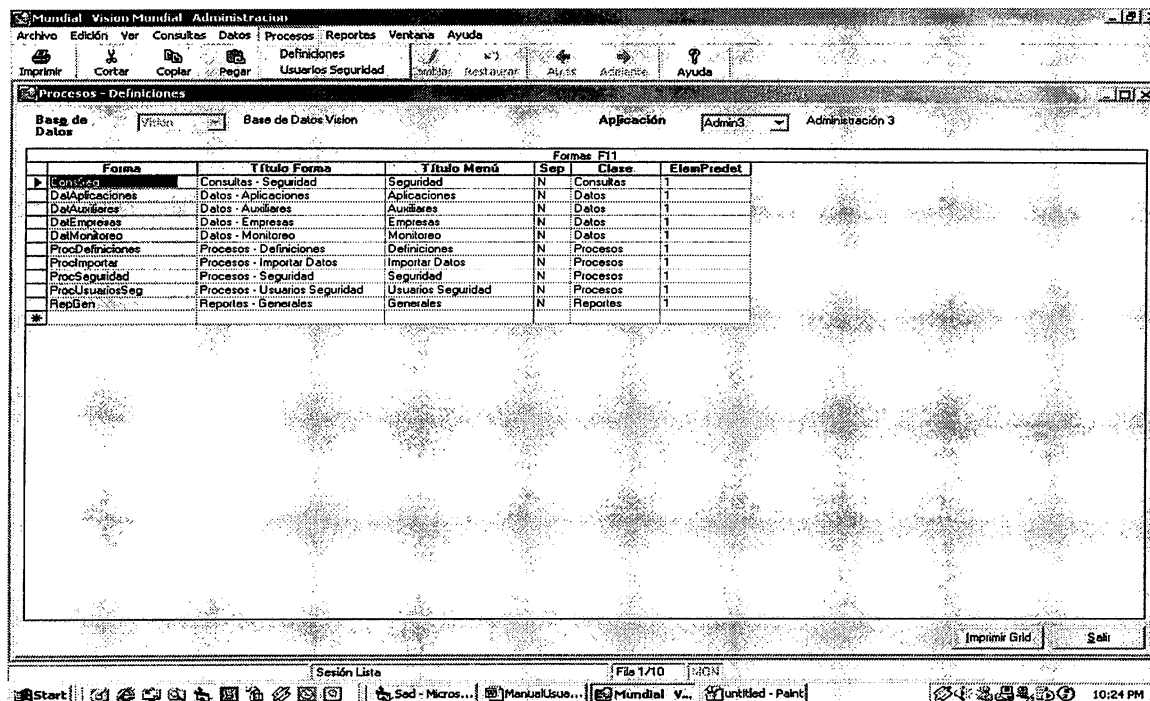 Mundial Vision Mundial Administracion
Archivo Edición Ver Consultas Datos Procesos Reportes Ventana Ayuda
Imprimir Cortar Copiar Pegar Cambiar Restaurar Atras Adelante Ayuda
Definiciones
Usuarios Seguridad
Procesos - Definiciones
Base de Datos Vision Base de Datos Vision Aplicación Admin3 Administración 3
Formas F11
Forma Título Forma Título Menú Sep Clase ElemPredet
ConsSeg Consultas - Seguridad Seguridad N Consultas 1
DatAplicaciones Datos - Aplicaciones Aplicaciones N Datos 1
DatAuxiliares Datos - Auxiliares Auxiliares N Datos 1
DatEmpresas Datos - Empresas Empresas N Datos 1
DatMonitoreo Datos - Monitoreo Monitoreo N Datos 1
ProcDefiniciones Procesos - Definiciones Definiciones N Procesos 1
ProcImportar Procesos - Importar Datos Importar Datos N Procesos 1
ProcSeguridad Procesos - Seguridad Seguridad N Procesos 1
ProcUsuariosSeg Procesos - Usuarios Seguridad Usuarios Seguridad N Procesos 1
RepGen Reportes - Generales Generales N Reportes 1
Imprimir Grid Salir
Sesión Lista Fila 1/10
Start Sad - Micros... ManualUsua... Mundial V... untitled - Paint 10:24 PM